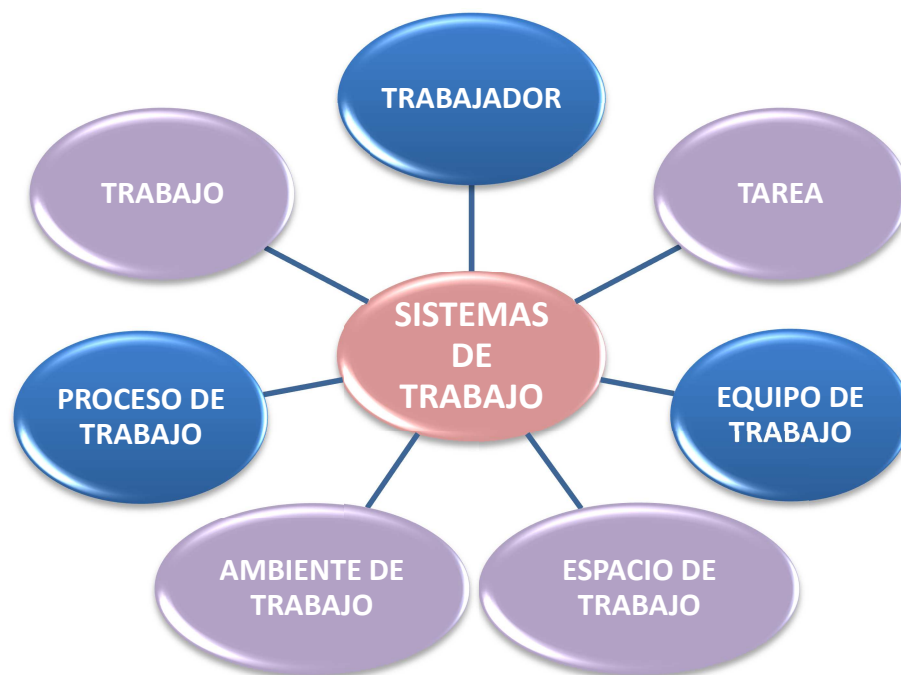 TRABAJADOR
TRABAJO
TAREA
SISTEMAS
DE
TRABAJO
PROCESO DE
TRABAJO
EQUIPO DE
TRABAJO
AMBIENTE DE
TRABAJO
ESPACIO DE
TRABAJO